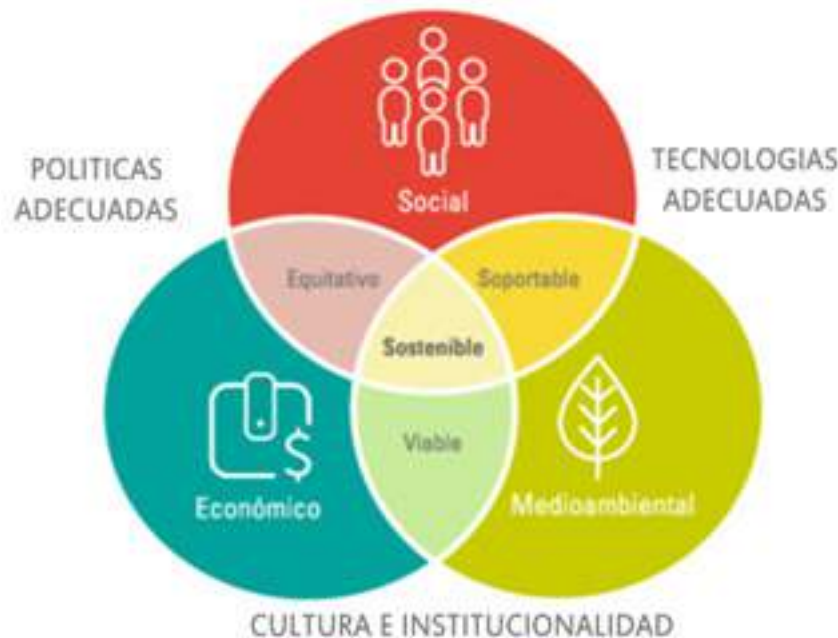 POLITICAS
ADECUADAS
TECNOLOGIAS
ADECUADAS
Social
Equitativo
Soportable
Sostenible
Viable
$
Económico
Medioambiental
CULTURA E INSTITUCIONALIDAD